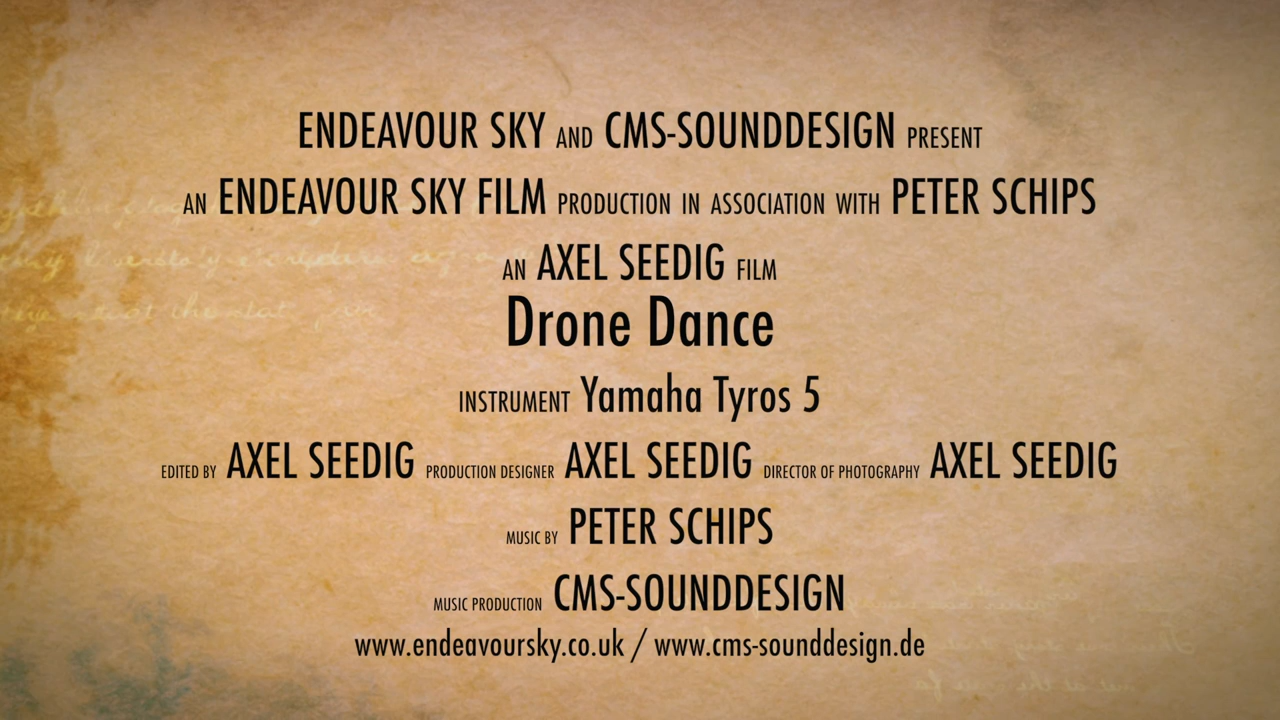 ENDEAVOUR SKY AND CMS-SOUNDDESIGN PRESENT
AN ENDEAVOUR SKY FILM PRODUCTION IN ASSOCIATION WITH PETER SCHIPS
AN AXEL SEEDIG FILM
Drone Dance
INSTRUMENT Yamaha Tyros 5
EDITED BY AXEL SEEDIG PRODUCTION DESIGNER AXEL SEEDIG DIRECTOR OF PHOTOGRAPHY AXEL SEEDIG
MUSIC BY PETER SCHIPS
MUSIC PRODUCTION CMS-SOUNDDESIGN
www.endeavoursky.co.uk / www.cms-sounddesign.de